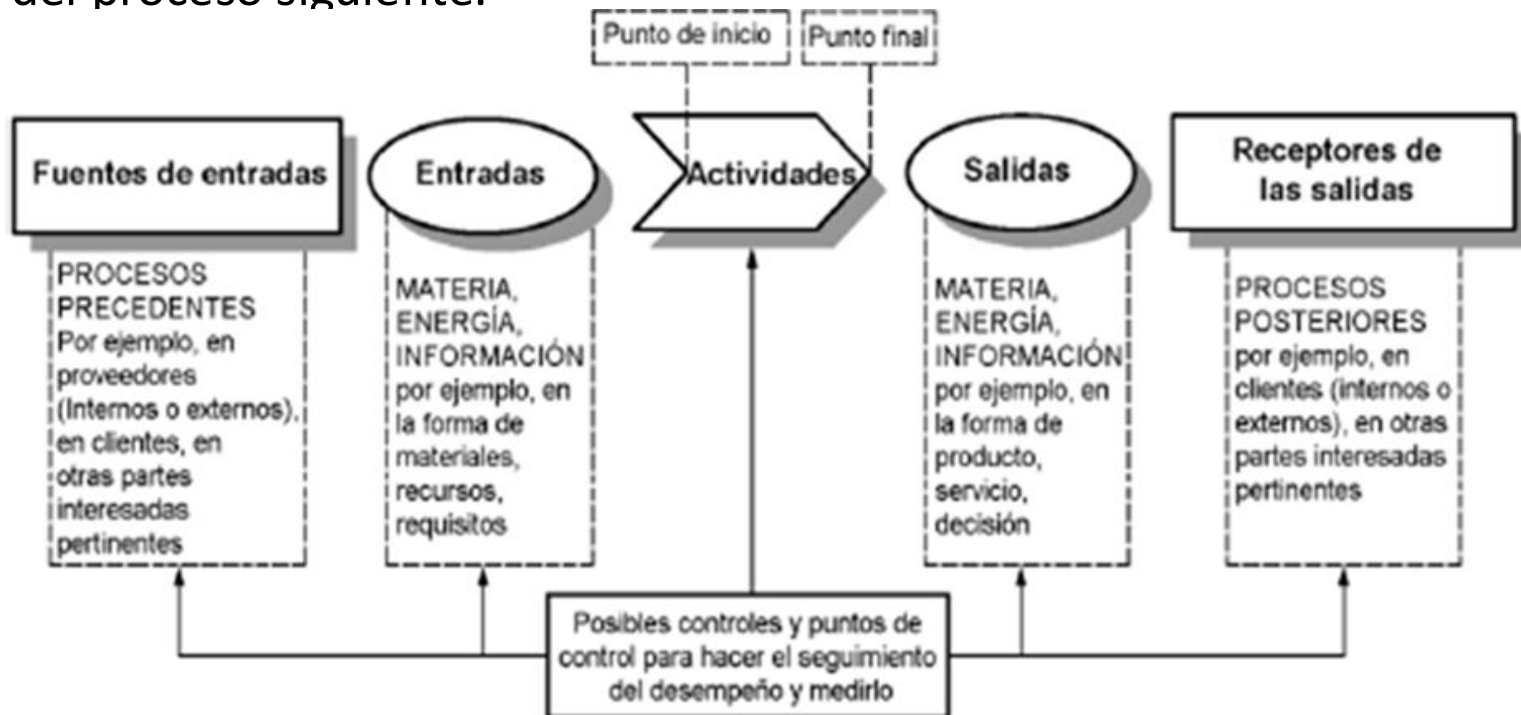 del proceso siguiente.
Punto de inicio
Punto final
Fuentes de entradas
Entradas
Actividades
Salidas
Receptores de
las salidas
PROCESOS
PRECEDENTES
Por ejemplo, en
proveedores
(Internos o externos),
en clientes, en
otras partes
interesadas
pertinentes
MATERIA,
ENERGÍA,
INFORMACIÓN
por ejemplo, en
la forma de
materiales,
recursos,
requisitos
MATERIA,
ENERGÍA,
INFORMACIÓN
por ejemplo, en
la forma de
producto,
servicio,
decisión
PROCESOS
POSTERIORES
por ejemplo, en
clientes (internos o
externos), en otras
partes interesadas
pertinentes
Posibles controles y puntos de
control para hacer el seguimiento
del desempeño y medirlo